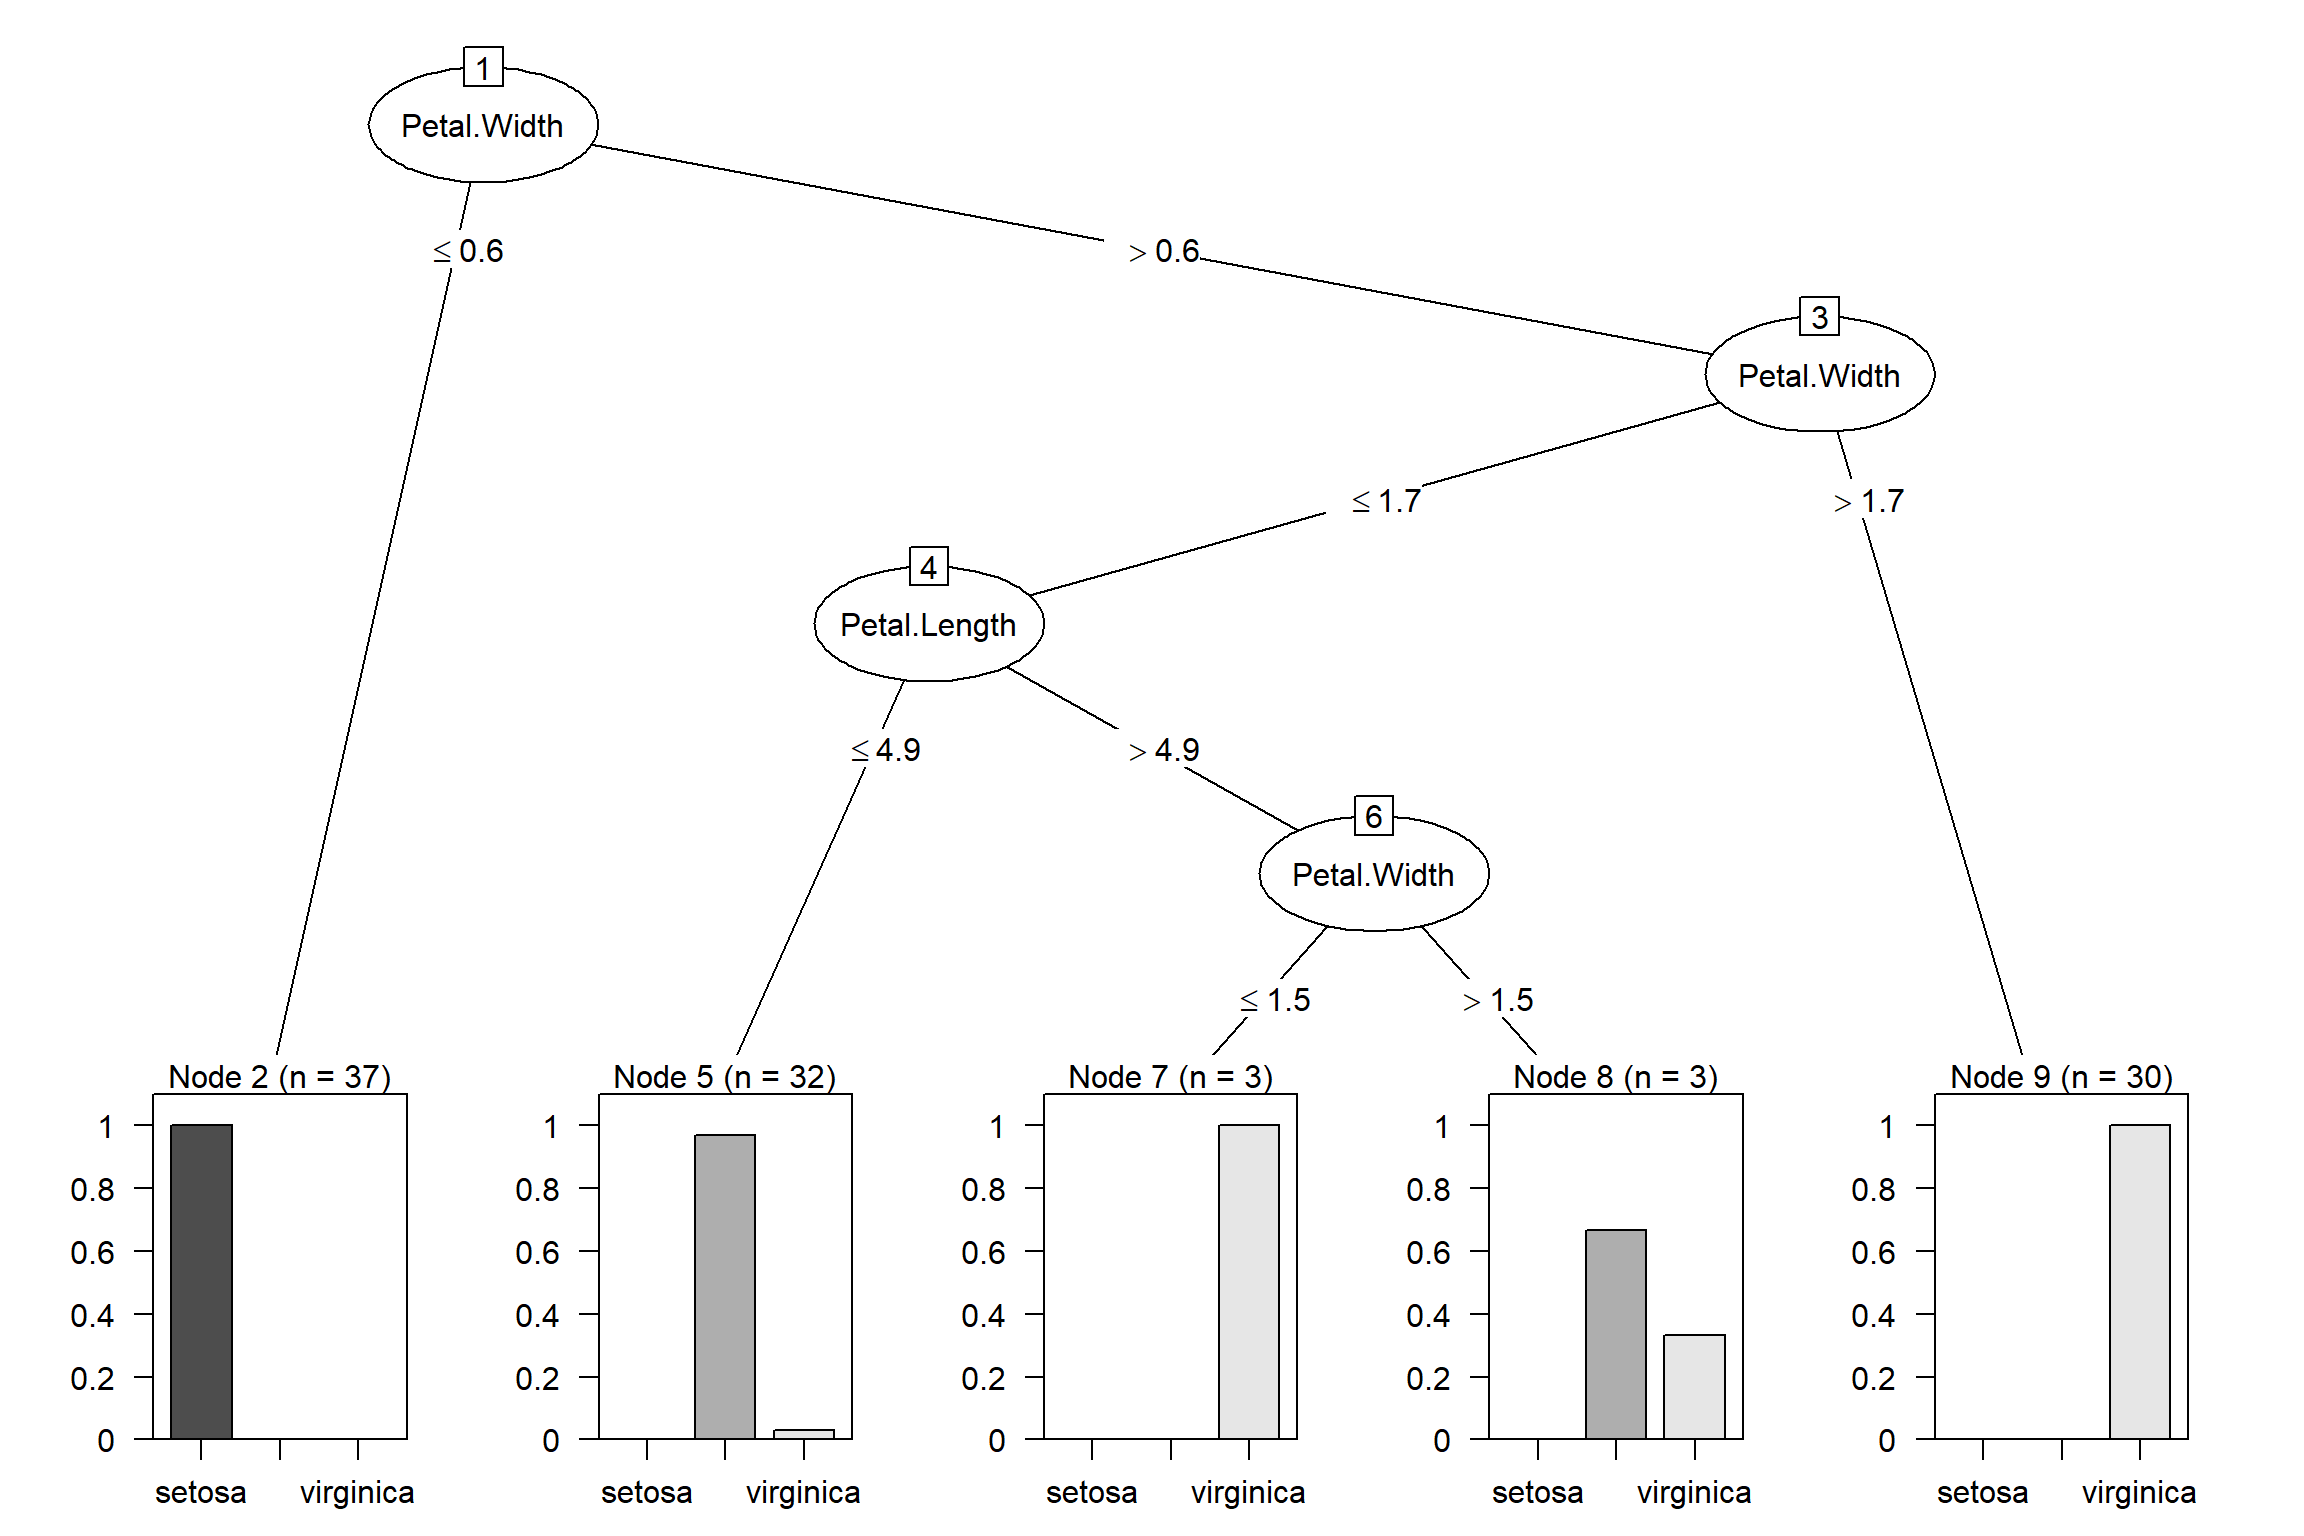 1
Petal.Width
≤ 0.6
> 0.6
3
Petal.Width
≤ 1.7
> 1.7
4
Petal.Length
≤ 4.9
> 4.9
6
Petal.Width
≤ 1.5
> 1.5
Node 2 (n = 37)
1
0.8
0.6
0.4
0.2
0
setosa
virginica
Node 5 (n = 32)
1
0.8
0.6
0.4
0.2
0
setosa
virginica
Node 7 (n = 3)
1
0.8
0.6
0.4
0.2
0
setosa
virginica
Node 8 (n = 3)
1
0.8
0.6
0.4
0.2
0
setosa
virginica
Node 9 (n = 30)
1
0.8
0.6
0.4
0.2
0
setosa
virginica